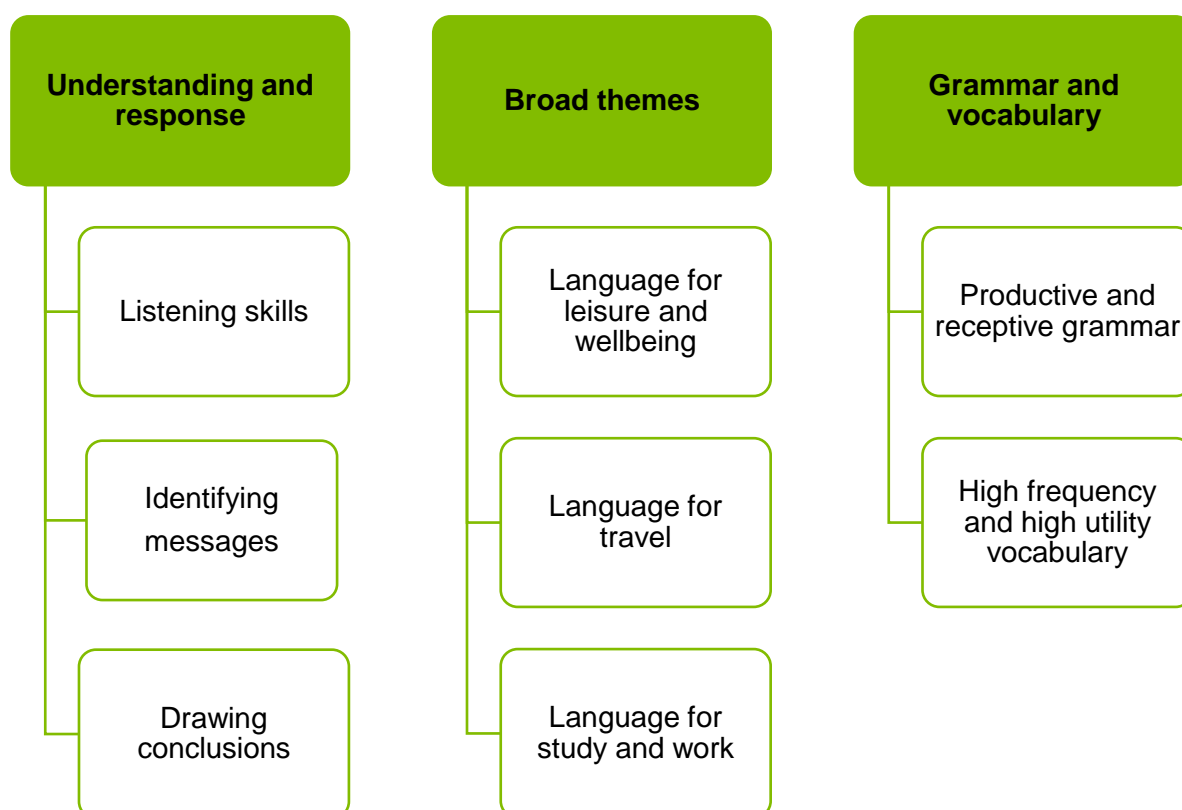 Understanding and
response
Listening skills
Identifying
messages
Drawing
conclusions
Broad themes
Language for
leisure and
wellbeing
Language for
travel
Language for
study and work
Grammar and
vocabulary
Productive and
receptive grammar
High frequency
and high utility
vocabulary